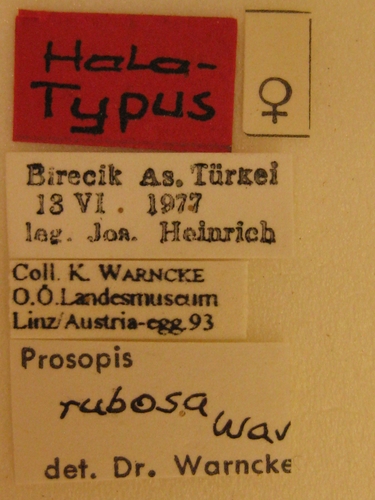 Holo-
Typus
♀
Birecik As. Türkei
13 VI. 1977
leg. Jos. Heinrich
Coll. K. WARNCKE
O.Ö.Landesmuseum
Linz/Austria-egg.93
Prosopis
rubosa
War
det. Dr. Warncke